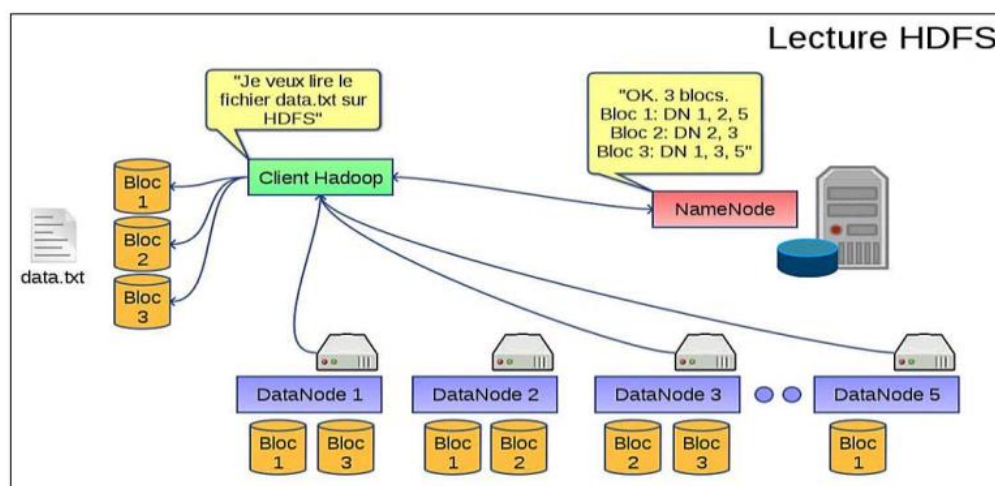 Lecture HDFS
"Je veux lire le
fichier data.txt sur
HDFS"
"OK. 3 blocs.
Bloc 1: DN 1, 2, 5
Bloc 2: DN 2, 3
Bloc 3: DN 1, 3, 5"
Client Hadoop
NameNode
Bloc
1
Bloc
2
Bloc
3
data.txt
DataNode 1
DataNode 2
DataNode 3
DataNode 5
Bloc
1
Bloc
3
Bloc
1
Bloc
2
Bloc
2
Bloc
3
Bloc
1